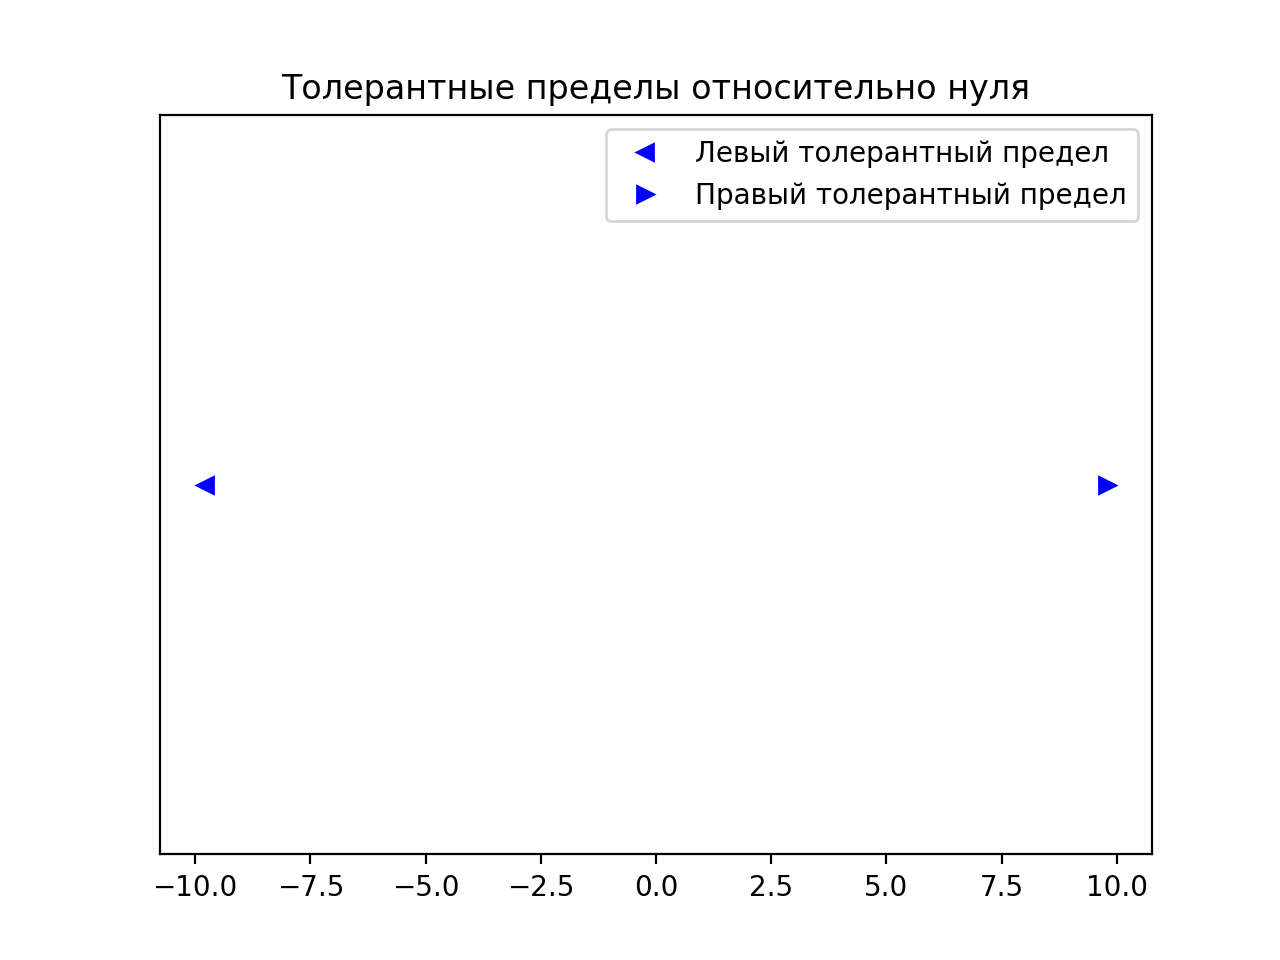 Толерантные пределы относительно нуля
Левый толерантный предел
Правый толерантный предел
−10.0 −7.5 −5.0 −2.5 0.0 2.5 5.0 7.5 10.0